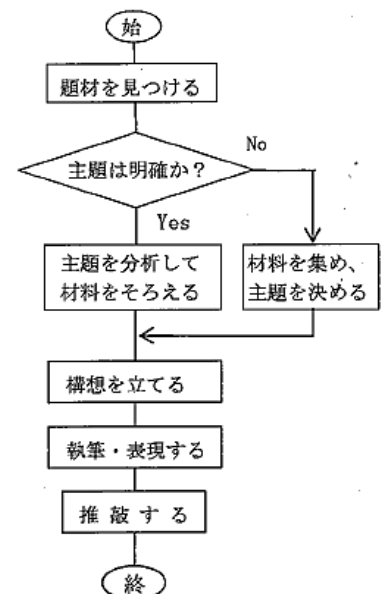 始
題材を見つける
主題は明確か？
No
Yes
主題を分析して
材料をそろえる
材料を集め、
主題を決める
構想を立てる
執筆・表現する
推敲する
終